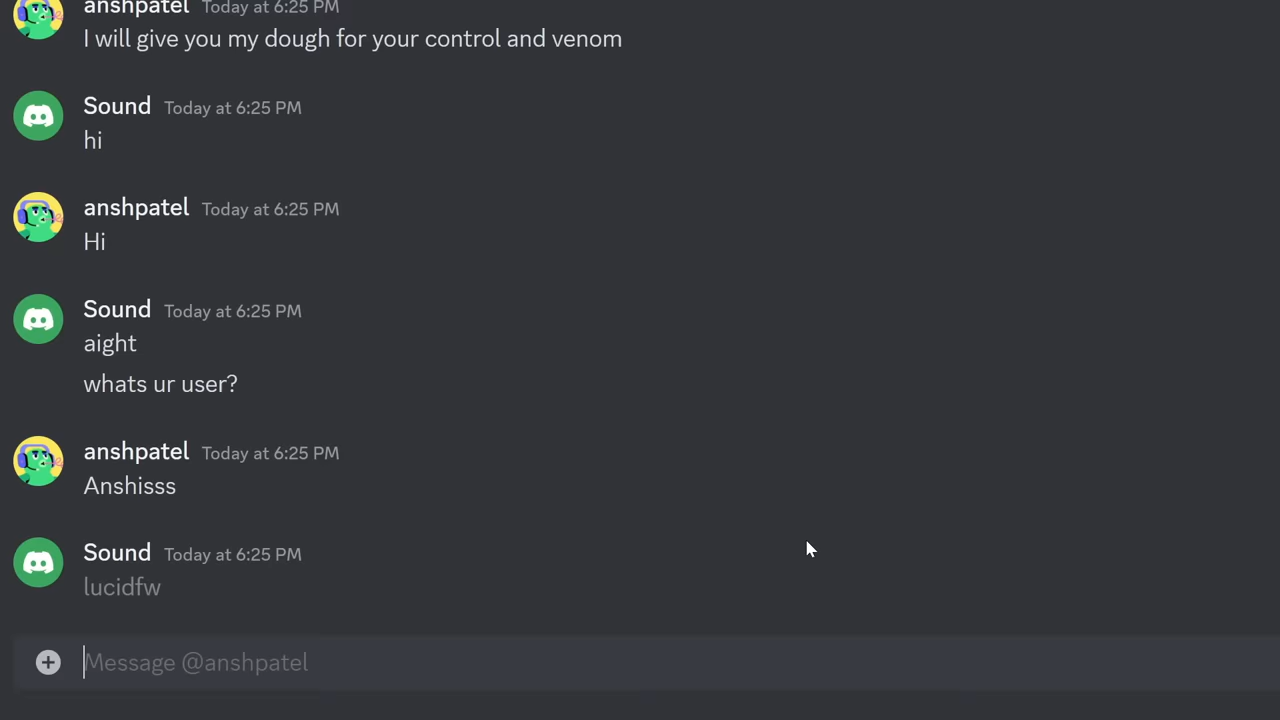 anshpatel Today at 6:25 PM
I will give you my dough for your control and venom
Sound Today at 6:25 PM
hi
anshpatel Today at 6:25 PM
Hi
Sound Today at 6:25 PM
aight
whats ur user?
anshpatel Today at 6:25 PM
Anshisss
Sound Today at 6:25 PM
lucidfw
Message @anshpatel